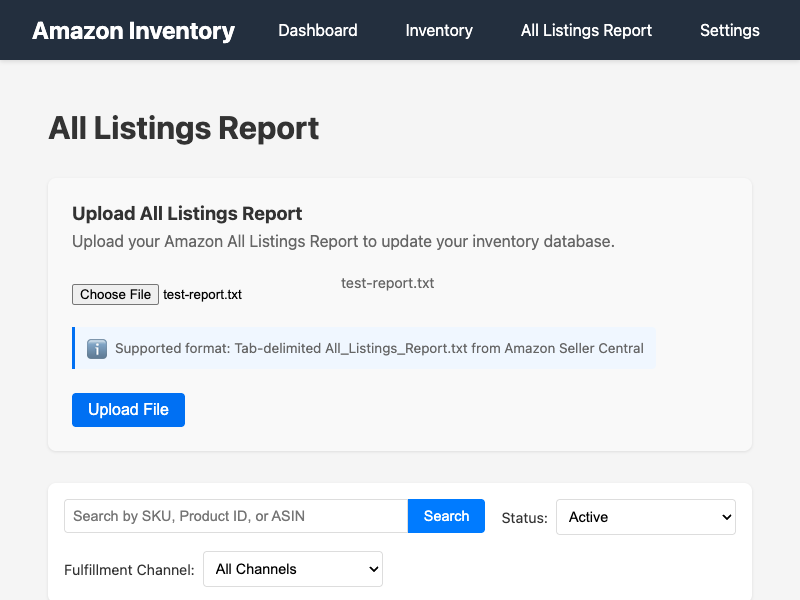 Amazon Inventory Dashboard Inventory All Listings Report Settings
All Listings Report
Upload All Listings Report
Upload your Amazon All Listings Report to update your inventory database.
Choose File test-report.txt test-report.txt
ℹ️ Supported format: Tab-delimited All_Listings_Report.txt from Amazon Seller Central
Upload File
Search by SKU, Product ID, or ASIN Search Status: Active
Fulfillment Channel: All Channels